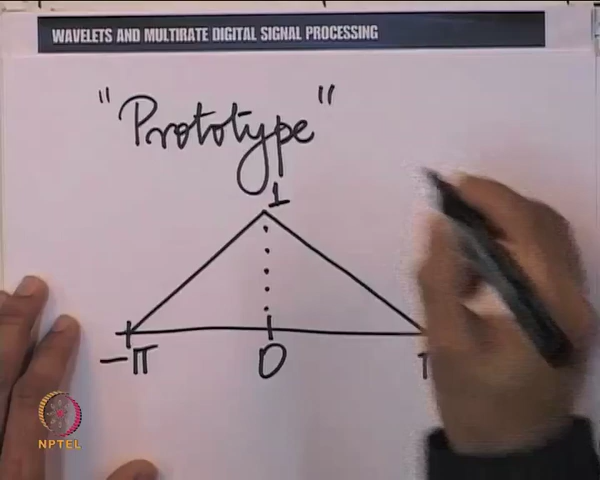 WAVELETS AND MULTIRATE DIGITAL SIGNAL PROCESSING
"Prototype"
1
-π 0
NPTEL